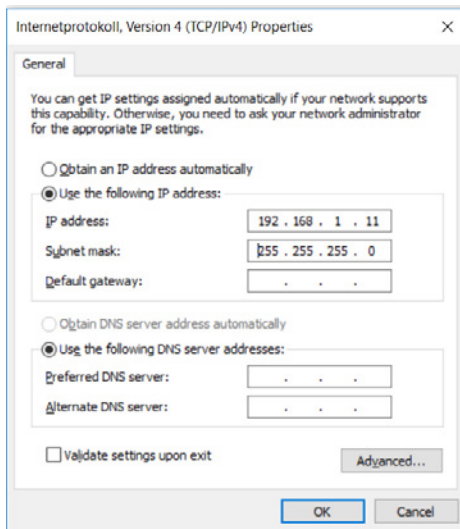 Internetprotokoll, Version 4 (TCP/IPv4) Properties
General
You can get IP settings assigned automatically if your network supports
this capability. Otherwise, you need to ask your network administrator
for the appropriate IP settings.
Obtain an IP address automatically
Use the following IP address:
IP address: 192 . 168 . 1 . 11
Subnet mask: 255 . 255 . 255 . 0
Default gateway: . . .
Obtain DNS server address automatically
Use the following DNS server addresses:
Preferred DNS server: . . .
Alternate DNS server: . . .
Validate settings upon exit
Advanced...
OK Cancel